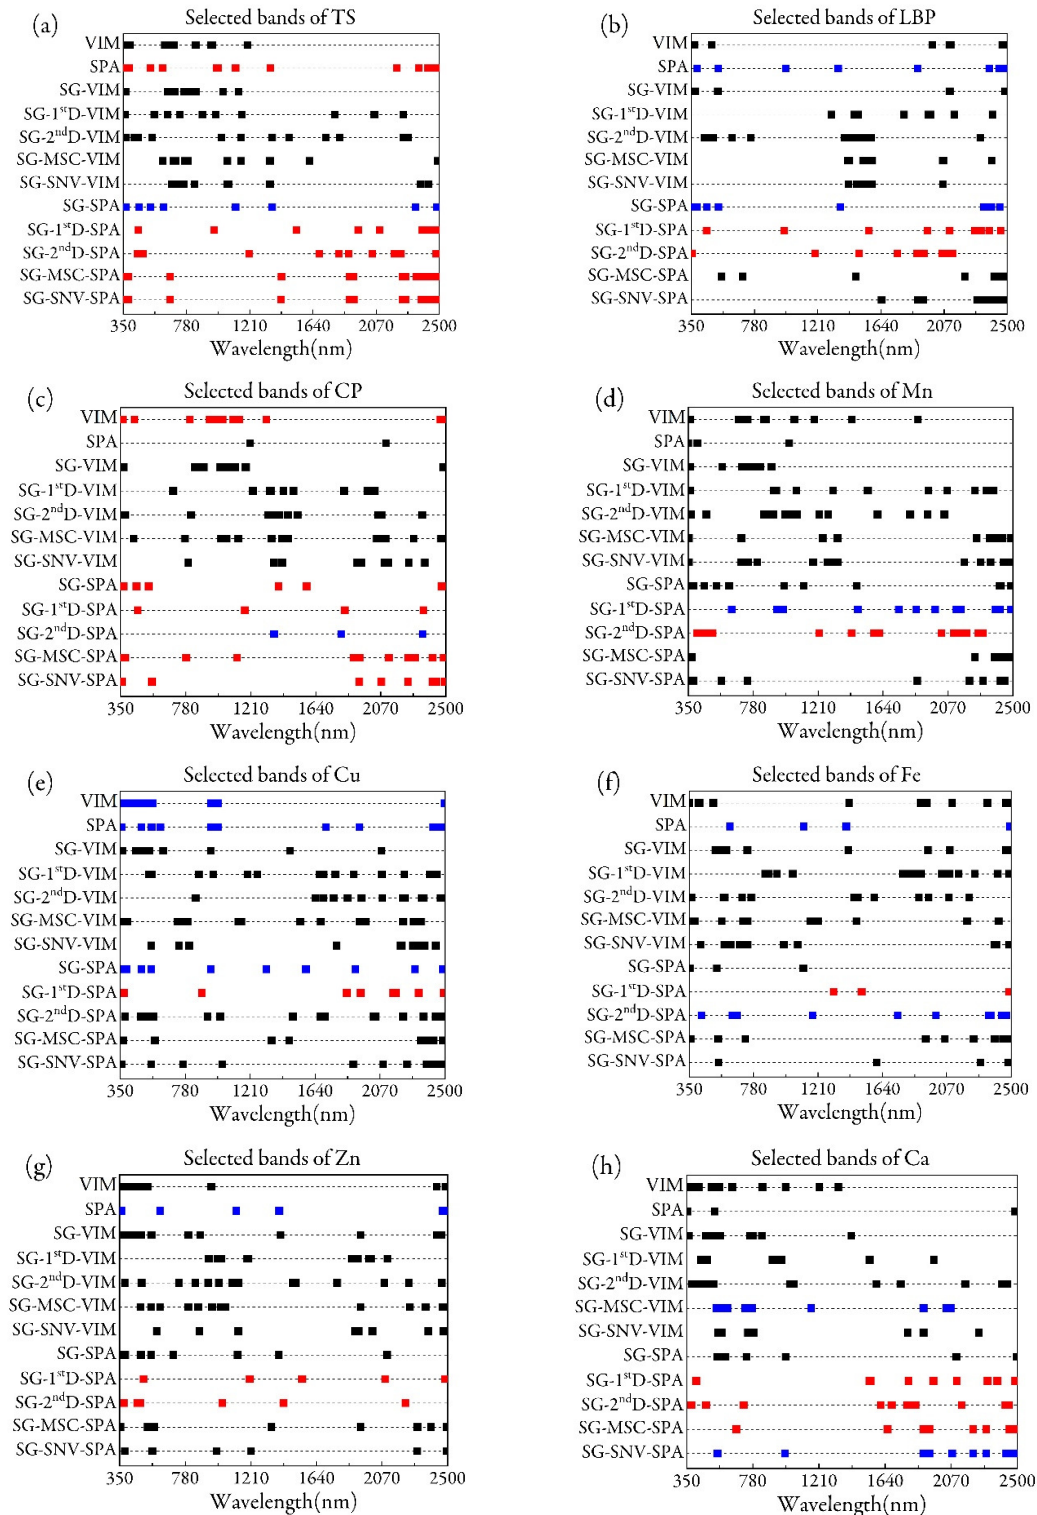 (a) Selected bands of TS
VIM
SPA
SG-VIM
SG-1stD-VIM
SG-2ndD-VIM
SG-MSC-VIM
SG-SNV-VIM
SG-SPA
SG-1stD-SPA
SG-2ndD-SPA
SG-MSC-SPA
SG-SNV-SPA
350 780 1210 1640 2070 2500
Wavelength(nm)
(b) Selected bands of LBP
VIM
SPA
SG-VIM
SG-1stD-VIM
SG-2ndD-VIM
SG-MSC-VIM
SG-SNV-VIM
SG-SPA
SG-1stD-SPA
SG-2ndD-SPA
SG-MSC-SPA
SG-SNV-SPA
350 780 1210 1640 2070 2500
Wavelength(nm)
(c) Selected bands of CP
VIM
SPA
SG-VIM
SG-1stD-VIM
SG-2ndD-VIM
SG-MSC-VIM
SG-SNV-VIM
SG-SPA
SG-1stD-SPA
SG-2ndD-SPA
SG-MSC-SPA
SG-SNV-SPA
350 780 1210 1640 2070 2500
Wavelength(nm)
(d) Selected bands of Mn
VIM
SPA
SG-VIM
SG-1stD-VIM
SG-2ndD-VIM
SG-MSC-VIM
SG-SNV-VIM
SG-SPA
SG-1stD-SPA
SG-2ndD-SPA
SG-MSC-SPA
SG-SNV-SPA
350 780 1210 1640 2070 2500
Wavelength(nm)
(e) Selected bands of Cu
VIM
SPA
SG-VIM
SG-1stD-VIM
SG-2ndD-VIM
SG-MSC-VIM
SG-SNV-VIM
SG-SPA
SG-1stD-SPA
SG-2ndD-SPA
SG-MSC-SPA
SG-SNV-SPA
350 780 1210 1640 2070 2500
Wavelength(nm)
(f) Selected bands of Fe
VIM
SPA
SG-VIM
SG-1stD-VIM
SG-2ndD-VIM
SG-MSC-VIM
SG-SNV-VIM
SG-SPA
SG-1stD-SPA
SG-2ndD-SPA
SG-MSC-SPA
SG-SNV-SPA
350 780 1210 1640 2070 2500
Wavelength(nm)
(g) Selected bands of Zn
VIM
SPA
SG-VIM
SG-1stD-VIM
SG-2ndD-VIM
SG-MSC-VIM
SG-SNV-VIM
SG-SPA
SG-1stD-SPA
SG-2ndD-SPA
SG-MSC-SPA
SG-SNV-SPA
350 780 1210 1640 2070 2500
Wavelength(nm)
(h) Selected bands of Ca
VIM
SPA
SG-VIM
SG-1stD-VIM
SG-2ndD-VIM
SG-MSC-VIM
SG-SNV-VIM
SG-SPA
SG-1stD-SPA
SG-2ndD-SPA
SG-MSC-SPA
SG-SNV-SPA
350 780 1210 1640 2070 2500
Wavelength(nm)